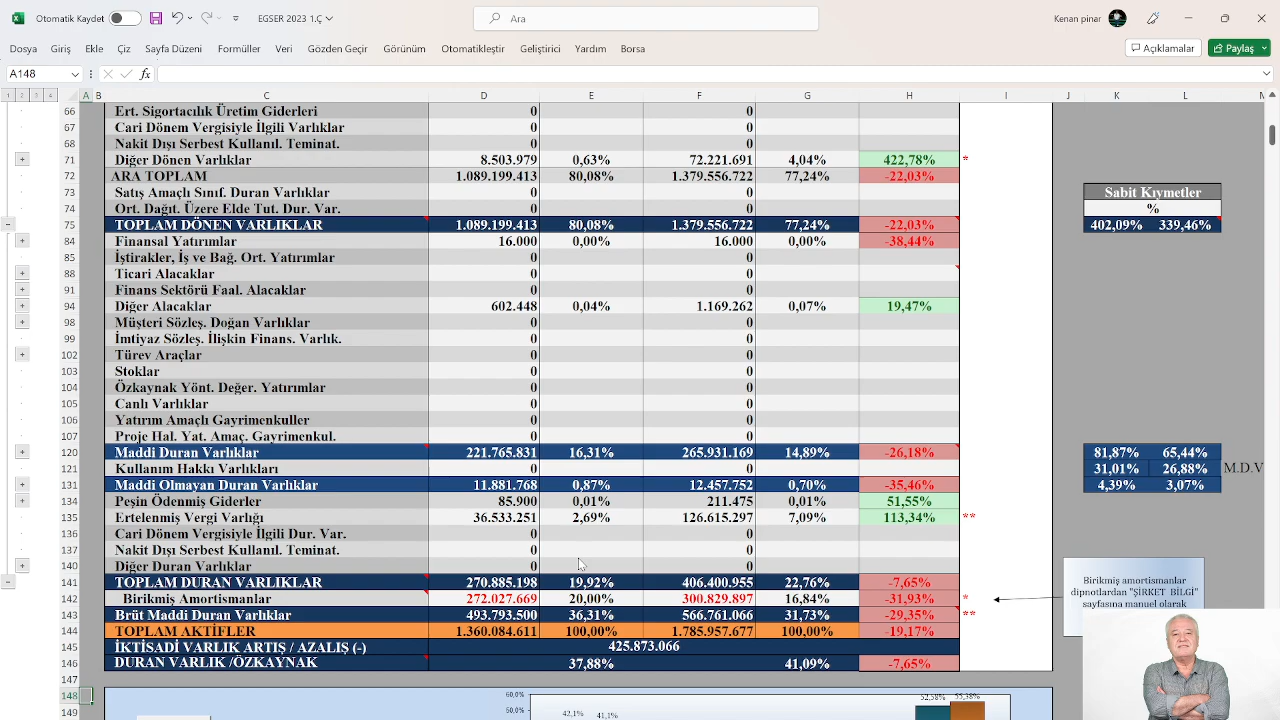 Otomatik Kaydet EGSER 2023 1.Ç Ara Kenan pinar
Dosya Giriş Ekle Çiz Sayfa Düzeni Formüller Veri Gözden Geçir Görünüm Otomatikleştir Geliştirici Yardım Borsa Açıklamalar Paylaş
A148 fx
1 2 3 4 A B C D E F G H I J K L M
66 Ert. Sigortacılık Üretim Giderleri 0 0
67 Cari Dönem Vergisiyle İlgili Varlıklar 0 0
68 Nakit Dışı Serbest Kullanıl. Teminat. 0 0
71 Diğer Dönen Varlıklar 8.503.979 0,63% 72.221.691 4,04% 422,78% *
72 ARA TOPLAM 1.089.199.413 80,08% 1.379.556.722 77,24% -22,03%
73 Satış Amaçlı Sınıf. Duran Varlıklar 0 0 Sabit Kıymetler
74 Ort. Dağıt. Üzere Elde Tut. Dur. Var. 0 0 %
75 TOPLAM DÖNEN VARLIKLAR 1.089.199.413 80,08% 1.379.556.722 77,24% -22,03% 402,09% 339,46%
84 Finansal Yatırımlar 16.000 0,00% 16.000 0,00% -38,44%
85 İştirakler, İş ve Bağ. Ort. Yatırımlar 0 0
88 Ticari Alacaklar 0 0
91 Finans Sektörü Faal. Alacaklar 0 0
94 Diğer Alacaklar 602.448 0,04% 1.169.262 0,07% 19,47%
98 Müşteri Sözleş. Doğan Varlıklar 0 0
99 İmtiyaz Sözleş. İlişkin Finans. Varlık. 0 0
102 Türev Araçlar 0 0
103 Stoklar 0 0
104 Özkaynak Yönt. Değer. Yatırımlar 0 0
105 Canlı Varlıklar 0 0
106 Yatırım Amaçlı Gayrimenkuller 0 0
107 Proje Hal. Yat. Amaç. Gayrimenkul. 0 0
120 Maddi Duran Varlıklar 221.765.831 16,31% 265.931.169 14,89% -26,18% 81,87% 65,44%
121 Kullanım Hakkı Varlıkları 0 0 31,01% 26,88% M.D.V
131 Maddi Olmayan Duran Varlıklar 11.881.768 0,87% 12.457.752 0,70% -35,46% 4,39% 3,07%
134 Peşin Ödenmiş Giderler 85.900 0,01% 211.475 0,01% 51,55%
135 Ertelenmiş Vergi Varlığı 36.533.251 2,69% 126.615.297 7,09% 113,34% **
136 Cari Dönem Vergisiyle İlgili Dur. Var. 0 0
137 Nakit Dışı Serbest Kullanıl. Teminat. 0 0
140 Diğer Duran Varlıklar 0 0
141 TOPLAM DURAN VARLIKLAR 270.885.198 19,92% 406.400.955 22,76% -7,65%
142 Birikmiş Amortismanlar 272.027.669 20,00% 300.829.897 16,84% -31,93% *
143 Brüt Maddi Duran Varlıklar 493.793.500 36,31% 566.761.066 31,73% -29,35% **
144 TOPLAM AKTİFLER 1.360.084.611 100,00% 1.785.957.677 100,00% -19,17%
145 İKTİSADİ VARLIK ARTIŞ / AZALIŞ (-) 425.873.066
146 DURAN VARLIK /ÖZKAYNAK 37,88% 41,09% -7,65%
147
148
149
Birikmiş amortismanlar
dipnotlardan "ŞİRKET BİLGİ"
sayfasına manuel olarak
60,0%
50,0%
42,1% 41,1% 52,58% 55,38%